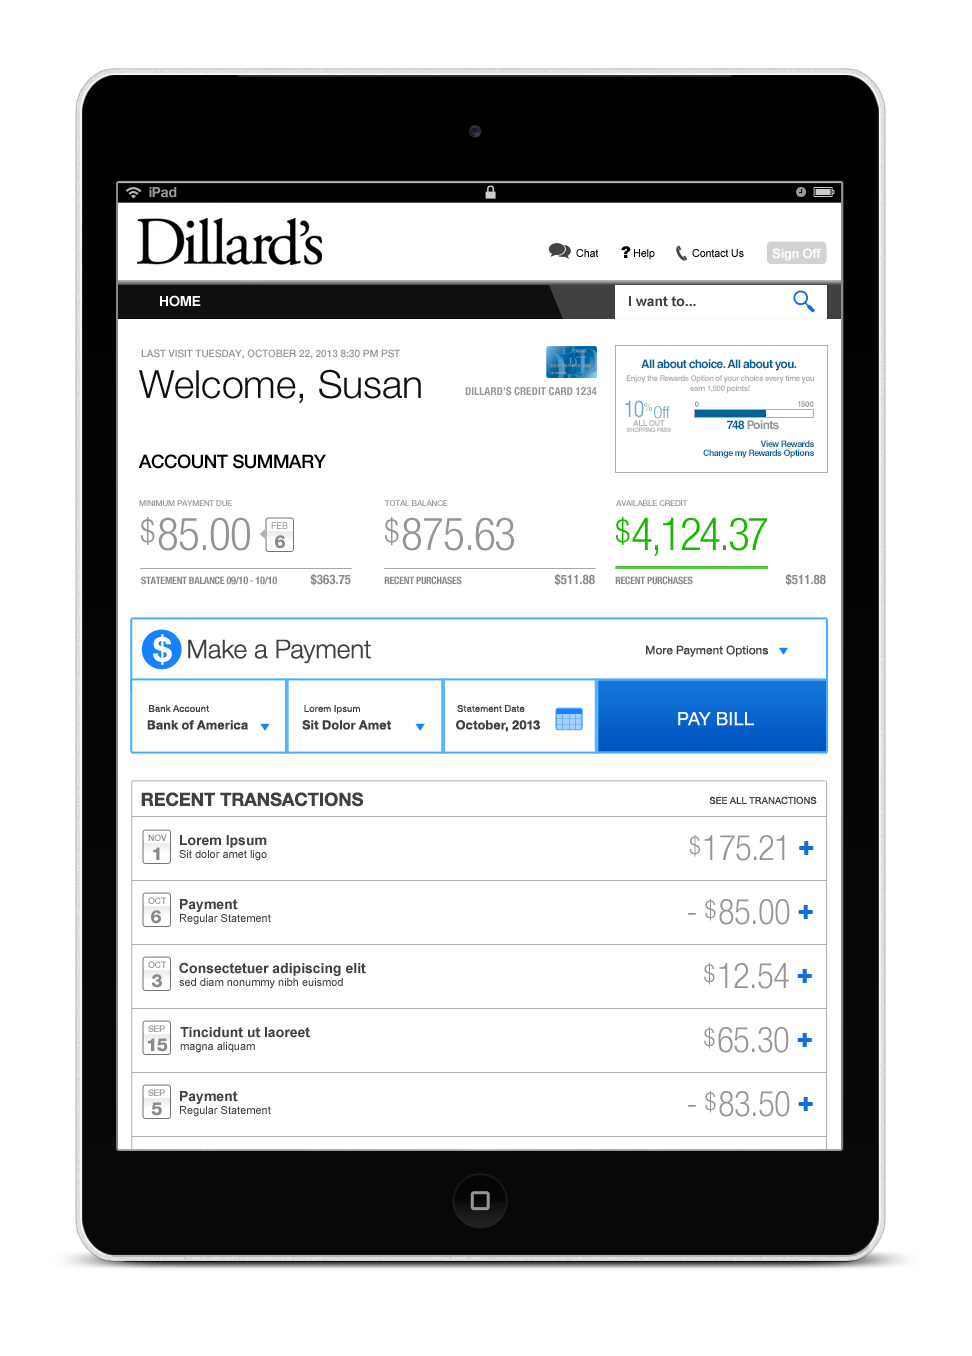 iPad
Dillard's
Chat
? Help
Contact Us
Sign Off
HOME
I want to...
LAST VISIT TUESDAY, OCTOBER 22, 2013 8:30 PM PST
Welcome, Susan
DILLARD'S CREDIT CARD 1234
All about choice. All about you.
Enjoy the Rewards Option of your choice every time you
earn 1,500 points!
10% Off
ALL OUT
SHOPPING PASS
0 1500
748 Points
View Rewards
Change my Rewards Options
ACCOUNT SUMMARY
MINIMUM PAYMENT DUE
$85.00
FEB
6
STATEMENT BALANCE 09/10 - 10/10 $363.75
TOTAL BALANCE
$875.63
RECENT PURCHASES $511.88
AVAILABLE CREDIT
$4,124.37
RECENT PURCHASES $511.88
$ Make a Payment
More Payment Options
Bank Account
Bank of America
Lorem Ipsum
Sit Dolor Amet
Statement Date
October, 2013
PAY BILL
RECENT TRANSACTIONS
SEE ALL TRANACTIONS
NOV
1
Lorem Ipsum
Sit dolor amet ligo
$175.21 +
OCT
6
Payment
Regular Statement
- $85.00 +
OCT
3
Consectetuer adipiscing elit
sed diam nonummy nibh euismod
$12.54 +
SEP
15
Tincidunt ut laoreet
magna aliquam
$65.30 +
SEP
5
Payment
Regular Statement
- $83.50 +